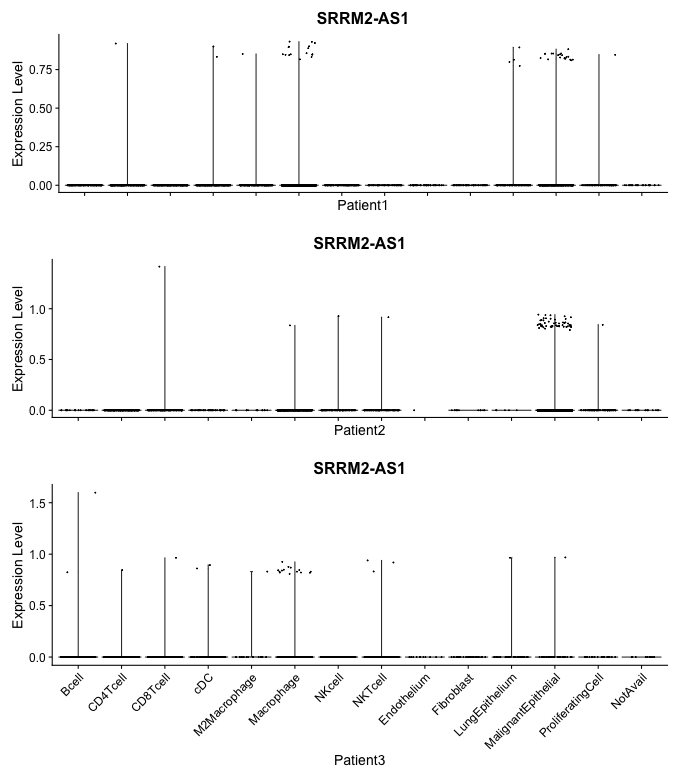 SRRM2-AS1
Expression Level
0.75
0.50
0.25
0.00
Patient1
SRRM2-AS1
Expression Level
1.0
0.5
0.0
Patient2
SRRM2-AS1
Expression Level
1.5
1.0
0.5
0.0
Bcell
CD4Tcell
CD8Tcell
cDC
M2Macrophage
Macrophage
NKcell
NKTcell
Endothelium
Fibroblast
LungEpithelium
MalignantEpithelial
ProliferatingCell
NotAvail
Patient3